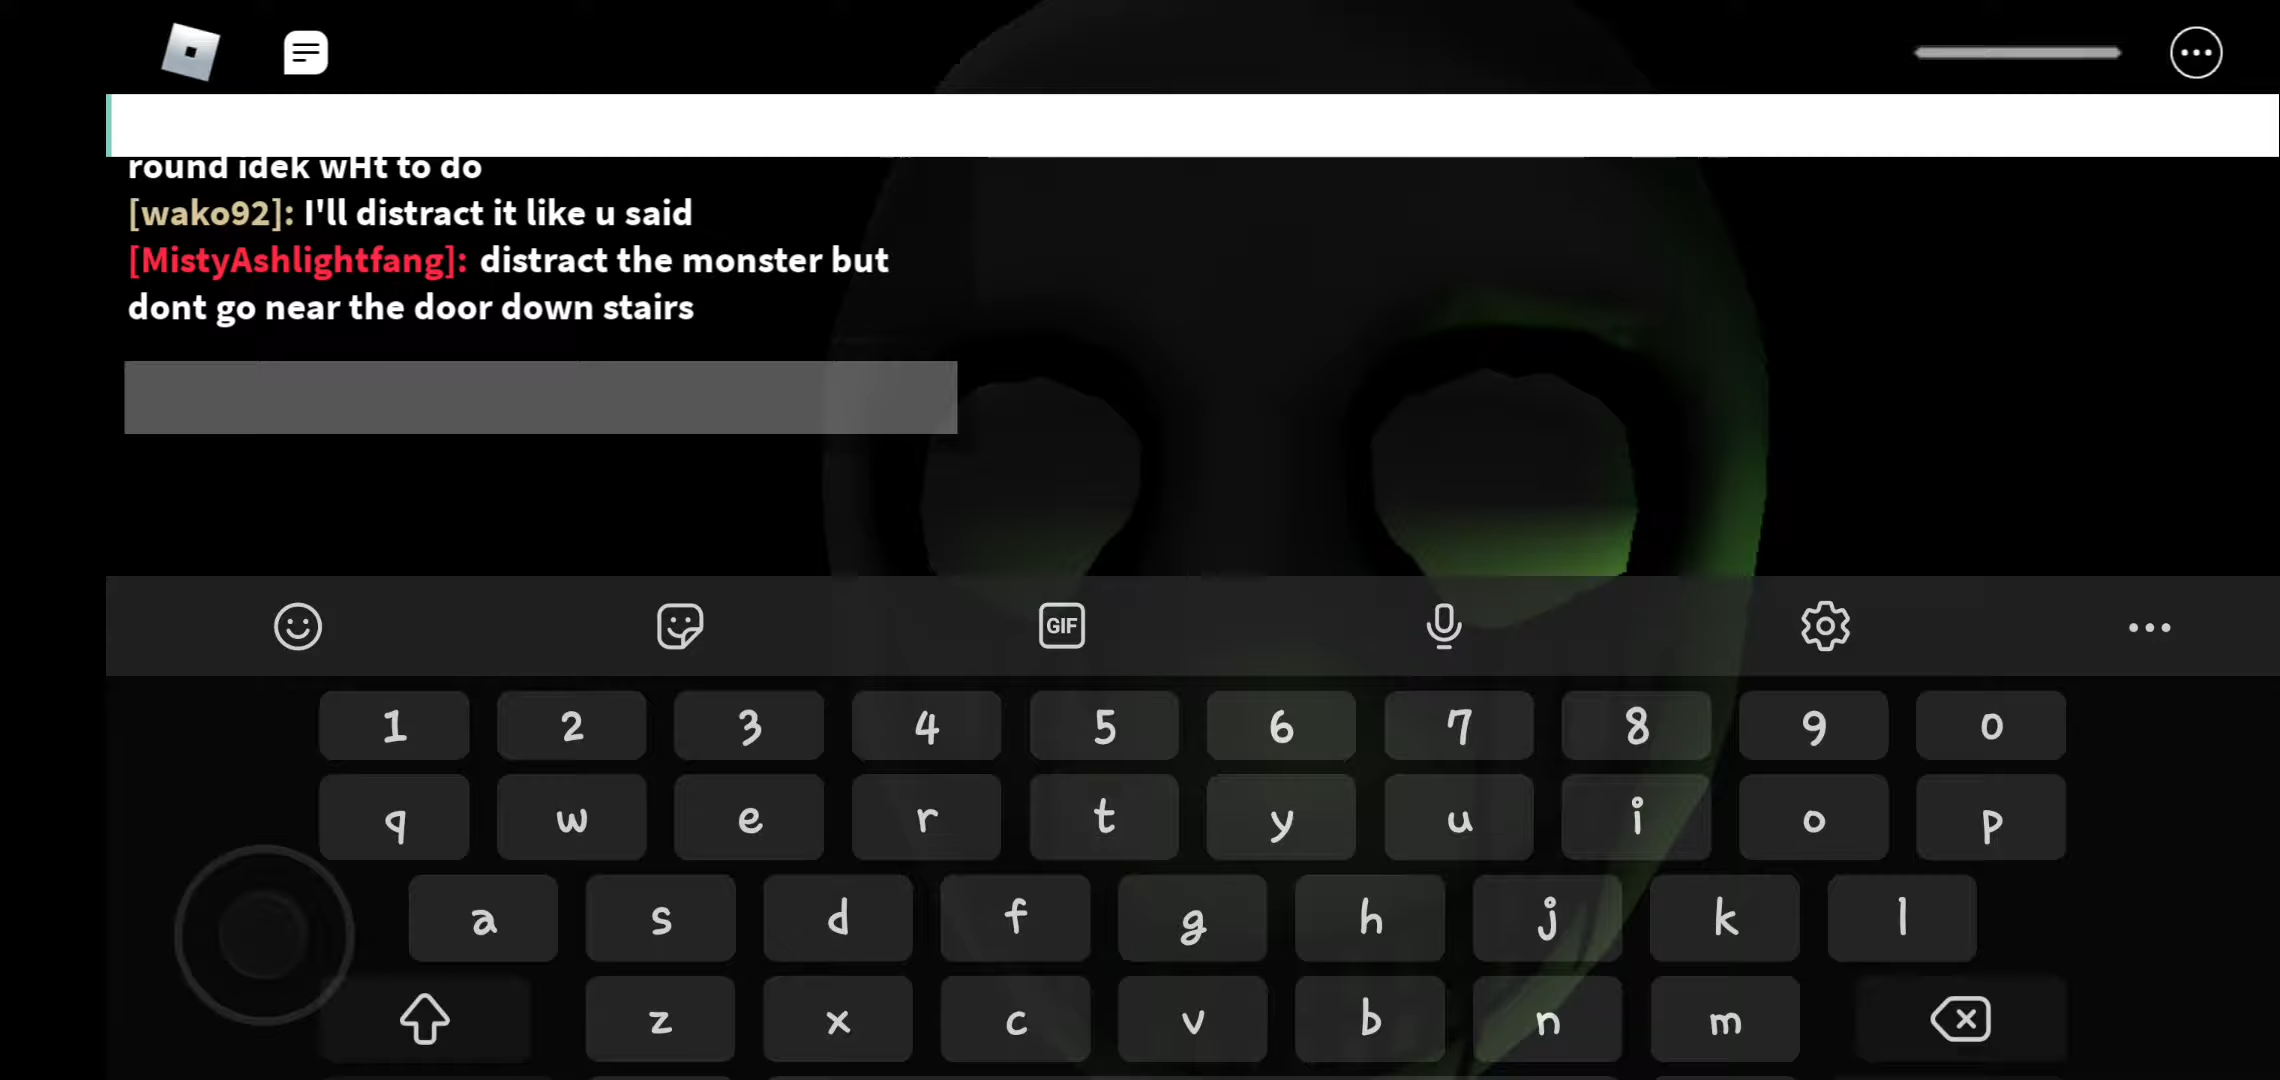 round idek wHt to do
[wako92]: I'll distract it like u said
[MistyAshlightfang]: distract the monster but
dont go near the door down stairs
GIF
1 2 3 4 5 6 7 8 9 0
q w e r t y u i o p
a s d f g h j k l
z x c v b n m